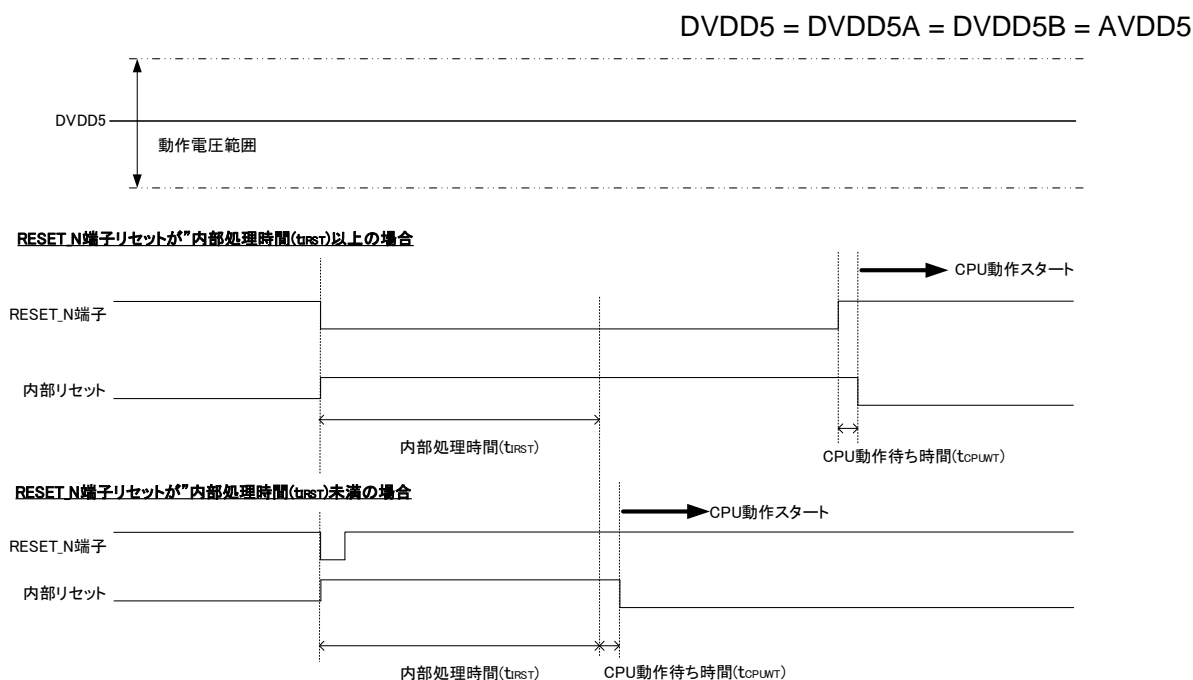 DVDD5 = DVDD5A = DVDD5B = AVDD5
DVDD5
動作電圧範囲
RESET_N端子リセットが"内部処理時間(tIRST)以上の場合
CPU動作スタート
RESET_N端子
内部リセット
内部処理時間(tIRST)
CPU動作待ち時間(tCPUWT)
RESET_N端子リセットが"内部処理時間(tIRST)未満の場合
CPU動作スタート
RESET_N端子
内部リセット
内部処理時間(tIRST)
CPU動作待ち時間(tCPUWT)